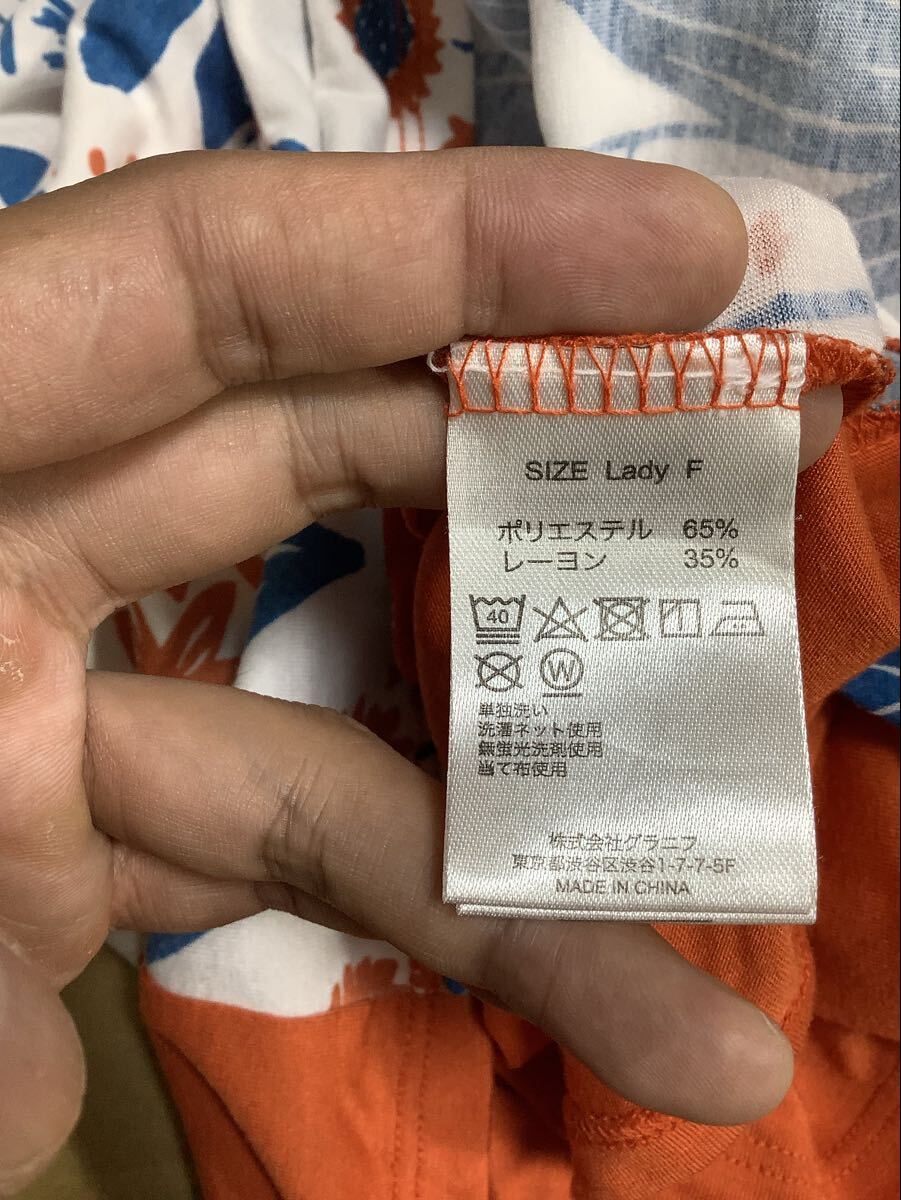 SIZE Lady F
ポリエステル 65%
レーヨン 35%
40
W
単独洗い
洗濯ネット使用
無蛍光洗剤使用
当て布使用
株式会社グラニフ
東京都渋谷区渋谷1-7-7-5F
MADE IN CHINA